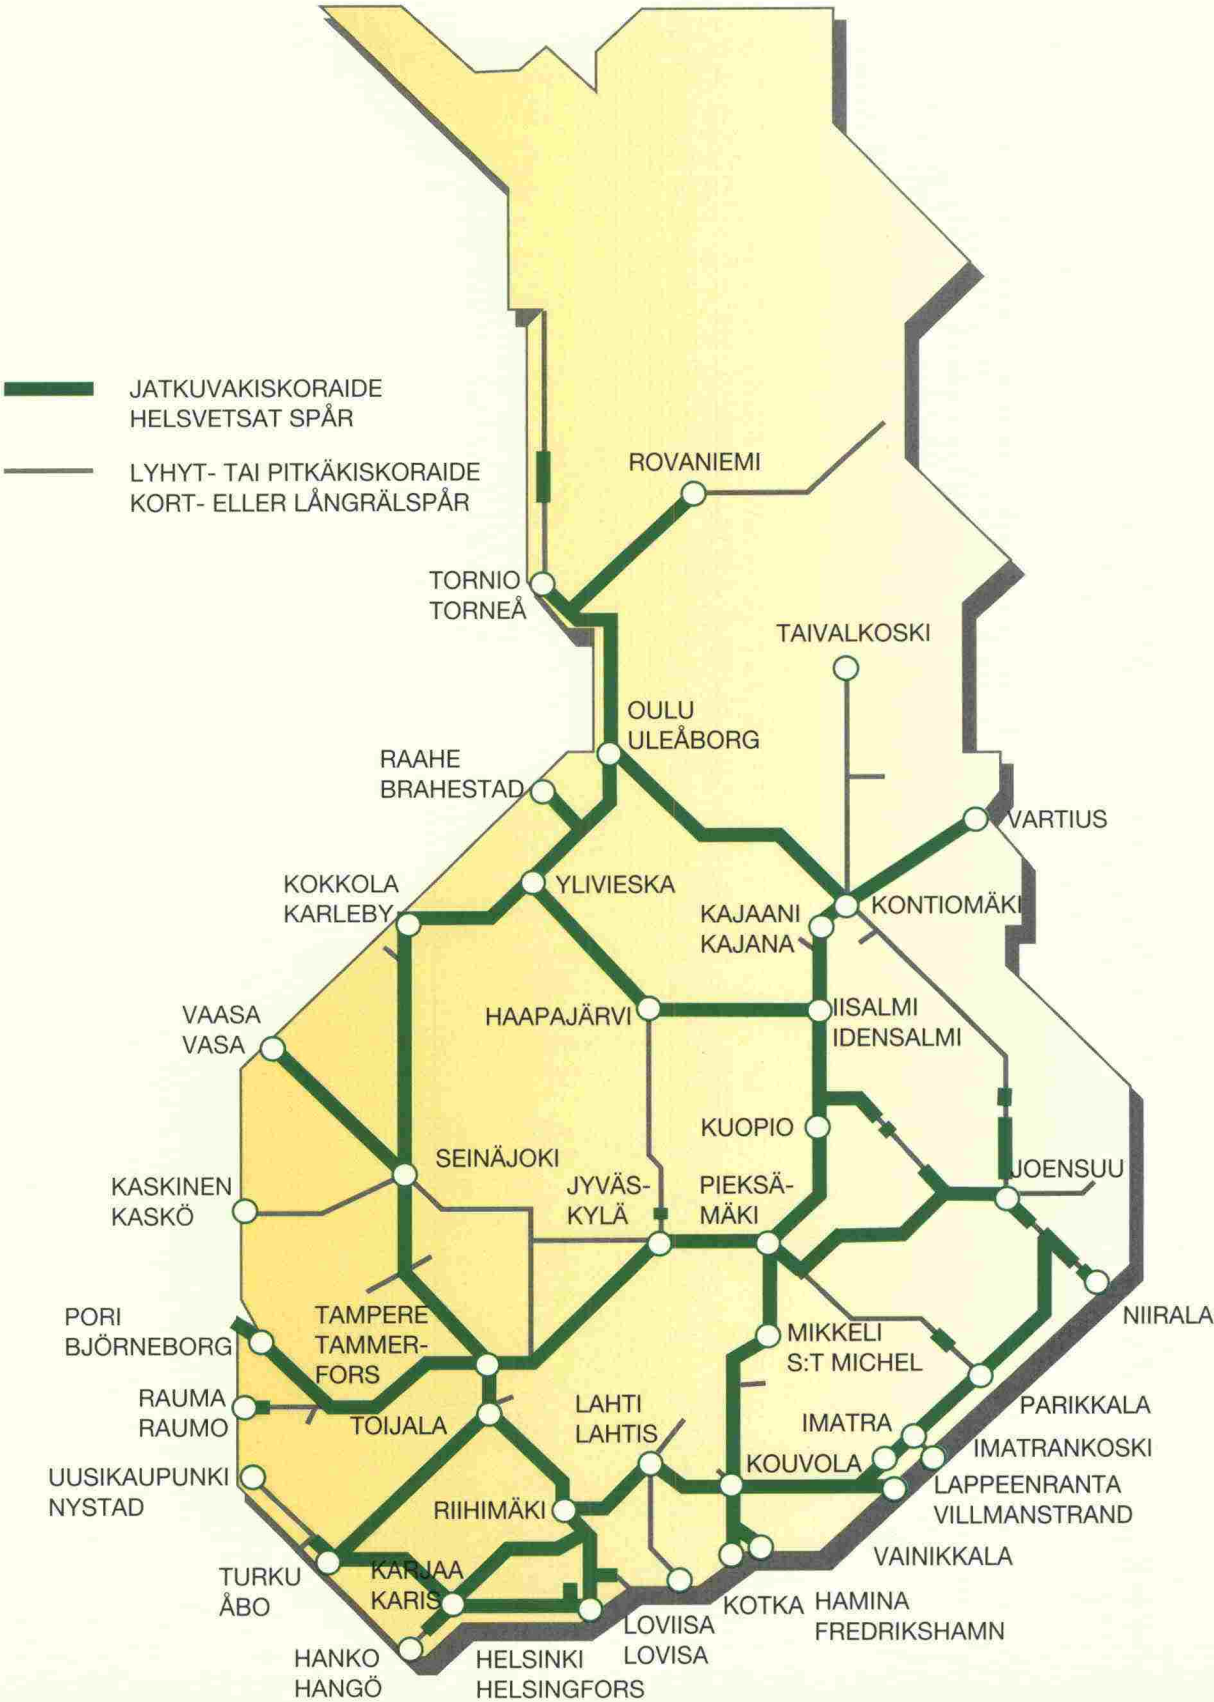 JATKUVAKISKORAIDE
HELSVETSAT SPÅR
LYHYT- TAI PITKÄKISKORAIDE
KORT- ELLER LÅNGRÄLSPÅR
ROVANIEMI
TORNIO
TORNEÅ
TAIVALKOSKI
OULU
ULEÅBORG
RAAHE
BRAHESTAD
VARTIUS
YLIVIESKA
KOKKOLA
KARLEBY
KONTIOMÄKI
KAJAANI
KAJANA
HAAPAJÄRVI
IISALMI
IDENSALMI
VAASA
VASA
KUOPIO
SEINÄJOKI
JOENSUU
KASKINEN
KASKÖ
JYVÄS-
KYLÄ
PIEKSÄ-
MÄKI
NIIRALA
PORI
BJÖRNEBORG
TAMPERE
TAMMER-
FORS
MIKKELI
S:T MICHEL
RAUMA
RAUMO
TOIJALA
LAHTI
LAHTIS
PARIKKALA
IMATRA
IMATRANKOSKI
KOUVOLA
UUSIKAUPUNKI
NYSTAD
LAPPEENRANTA
VILLMANSTRAND
RIIHIMÄKI
VAINIKKALA
TURKU
ÅBO
KARJAA
KARIS
KOTKA
HAMINA
FREDRIKSHAMN
LOVIISA
LOVISA
HANKO
HANGÖ
HELSINKI
HELSINGFORS